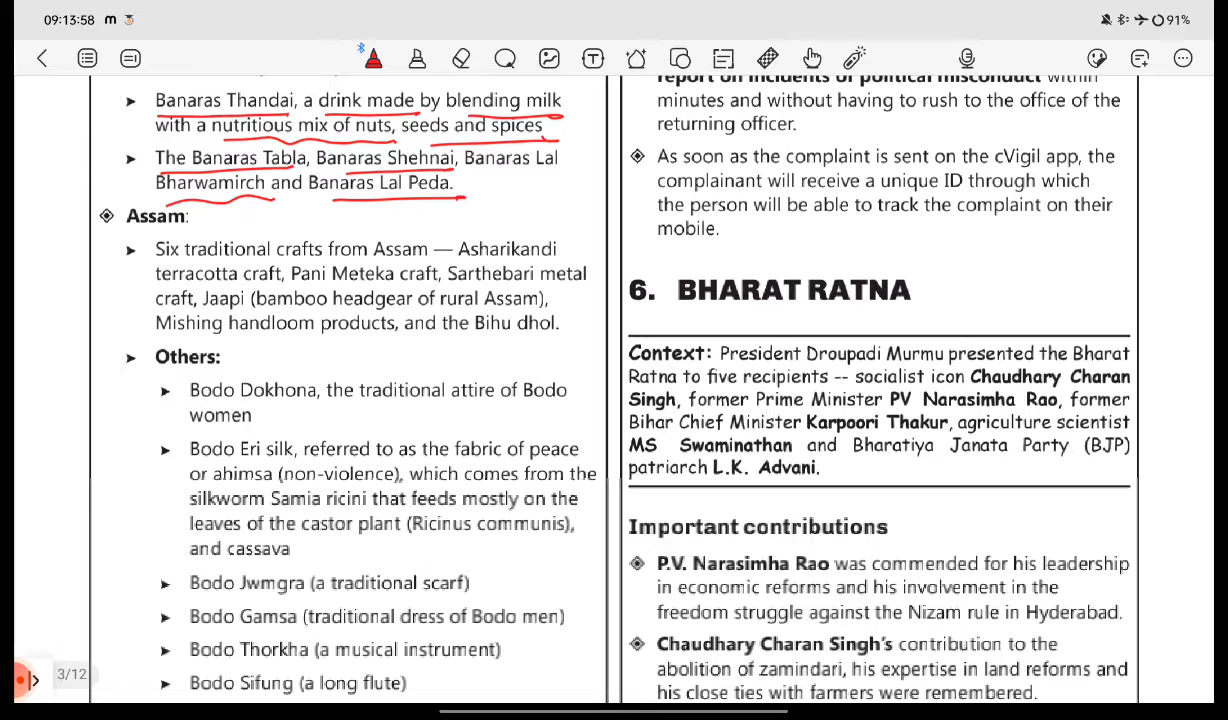 09:13:58 m
91%
Banaras Thandai, a drink made by blending milk
with a nutritious mix of nuts, seeds and spices
The Banaras Tabla, Banaras Shehnai, Banaras Lal
Bharwamirch and Banaras Lal Peda.
Assam:
Six traditional crafts from Assam — Asharikandi
terracotta craft, Pani Meteka craft, Sarthebari metal
craft, Jaapi (bamboo headgear of rural Assam),
Mishing handloom products, and the Bihu dhol.
Others:
Bodo Dokhona, the traditional attire of Bodo
women
Bodo Eri silk, referred to as the fabric of peace
or ahimsa (non-violence), which comes from the
silkworm Samia ricini that feeds mostly on the
leaves of the castor plant (Ricinus communis),
and cassava
Bodo Jwmgra (a traditional scarf)
Bodo Gamsa (traditional dress of Bodo men)
Bodo Thorkha (a musical instrument)
Bodo Sifung (a long flute)
3/12
report on incidents of political misconduct within
minutes and without having to rush to the office of the
returning officer.
As soon as the complaint is sent on the cVigil app, the
complainant will receive a unique ID through which
the person will be able to track the complaint on their
mobile.
6. BHARAT RATNA
Context: President Droupadi Murmu presented the Bharat
Ratna to five recipients -- socialist icon Chaudhary Charan
Singh, former Prime Minister PV Narasimha Rao, former
Bihar Chief Minister Karpoori Thakur, agriculture scientist
MS Swaminathan and Bharatiya Janata Party (BJP)
patriarch L.K. Advani.
Important contributions
P.V. Narasimha Rao was commended for his leadership
in economic reforms and his involvement in the
freedom struggle against the Nizam rule in Hyderabad.
Chaudhary Charan Singh's contribution to the
abolition of zamindari, his expertise in land reforms and
his close ties with farmers were remembered.